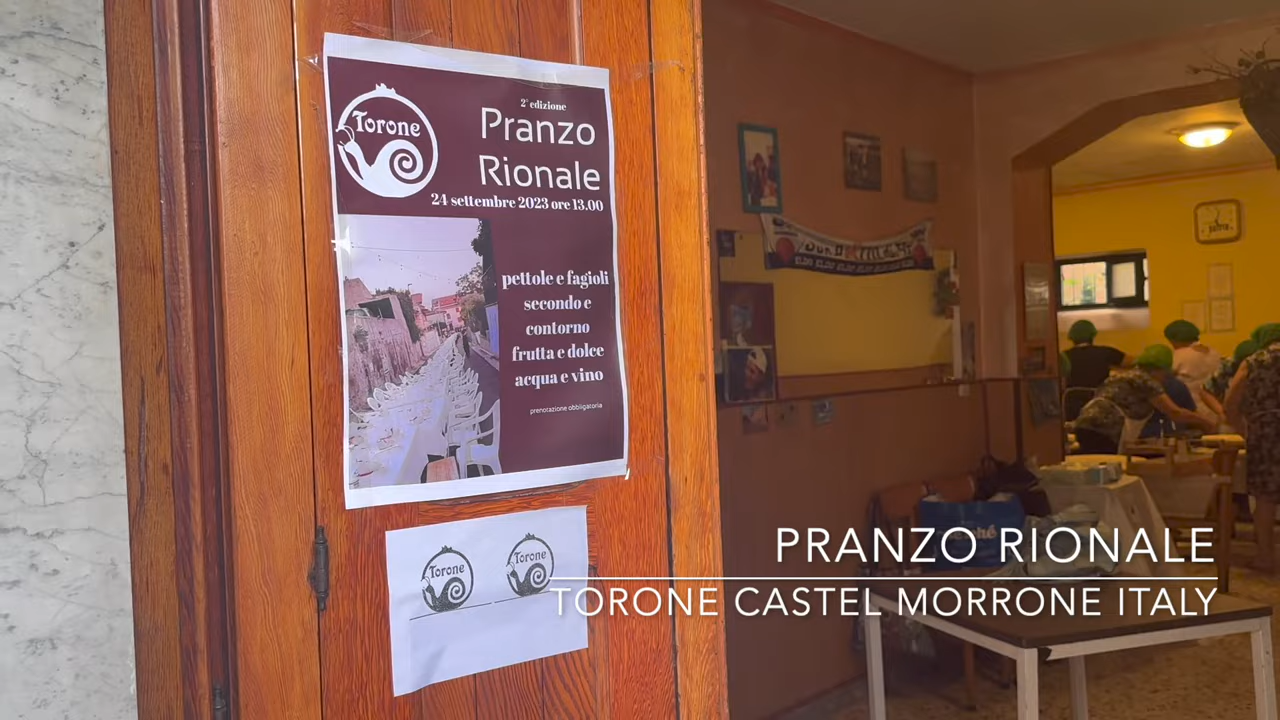 Torone
2° edizione
Pranzo
Rionale
24 settembre 2023 ore 13.00
pettole e fagioli
secondo e
contorno
frutta e dolce
acqua e vino
prenotazione obbligatoria
Torone
Torone
PRANZO RIONALE
TORONE CASTEL MORRONE ITALY